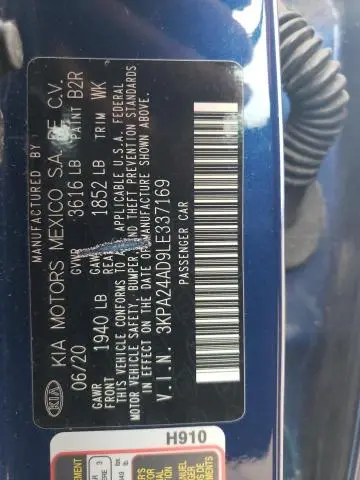 MANUFACTURED BY
KIA KIA MOTORS MEXICO S.A. DE C.V.
06/20 GVWR 3616 LB PAINT B2R
GAWR FRONT 1940 LB GAWR REAR 1852 LB TRIM WK
THIS VEHICLE CONFORMS TO ALL APPLICABLE U.S.A. FEDERAL
MOTOR VEHICLE SAFETY, BUMPER, AND THEFT PREVENTION STANDARDS
IN EFFECT ON THE DATE OF MANUFACTURE SHOWN ABOVE.
V.I.N. 3KPA24AD9LE337169
PASSENGER CAR
H910